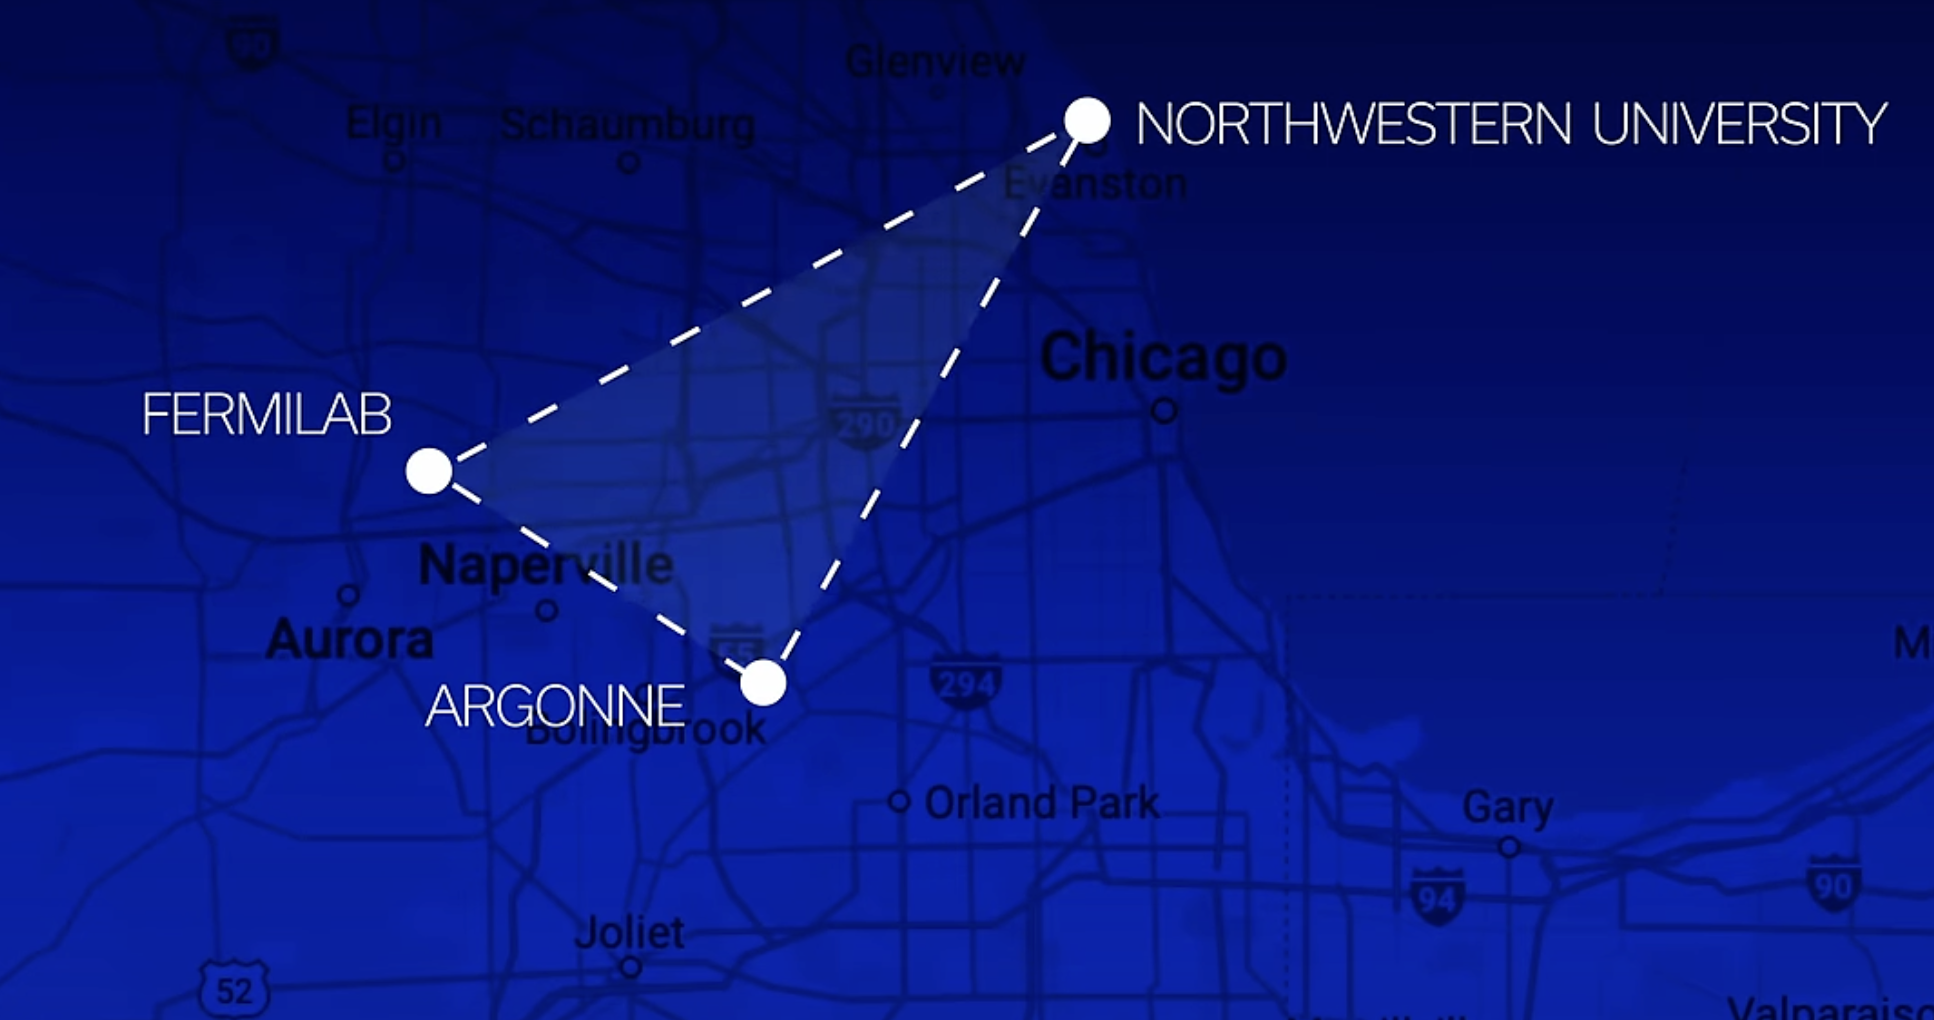 90
Glenview
Elgin
Schaumburg
NORTHWESTERN UNIVERSITY
Evanston
Chicago
FERMILAB
290
Naperville
Aurora
55
294
ARGONNE
Bolingbrook
Orland Park
Gary
94
90
Joliet
52